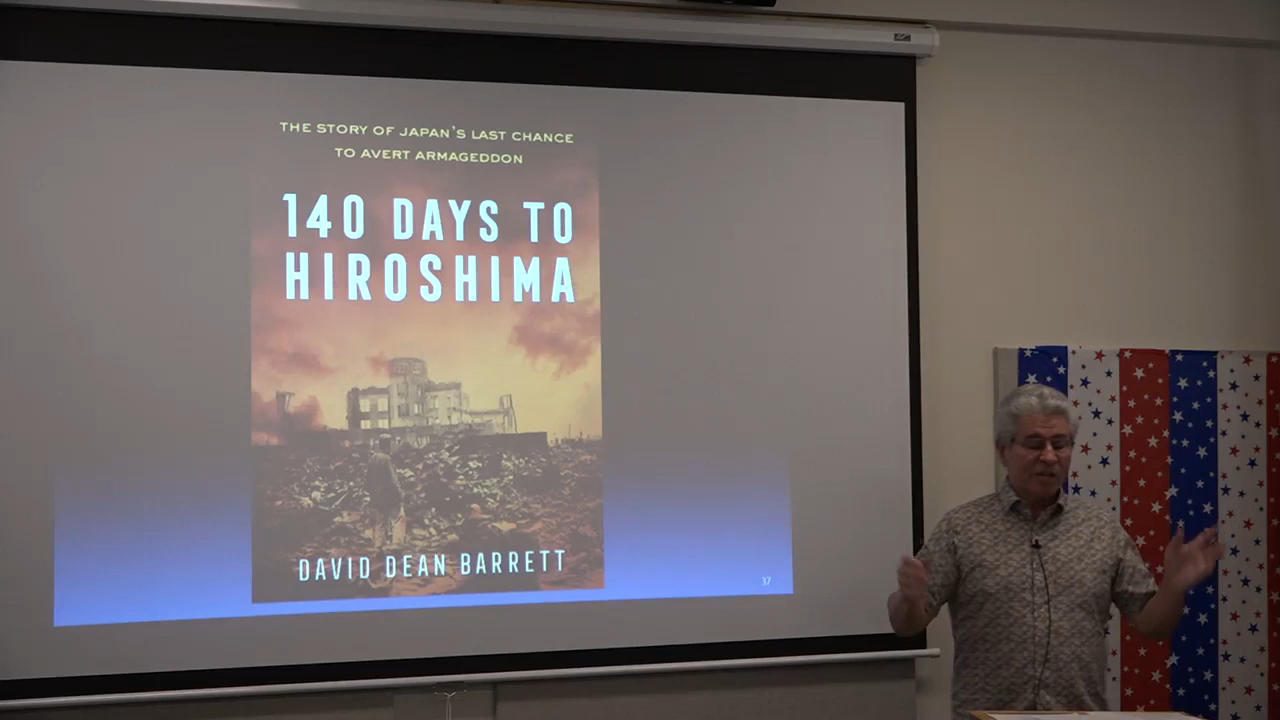 THE STORY OF JAPAN'S LAST CHANCE
TO AVERT ARMAGEDDON
140 DAYS TO
HIROSHIMA
DAVID DEAN BARRETT
37